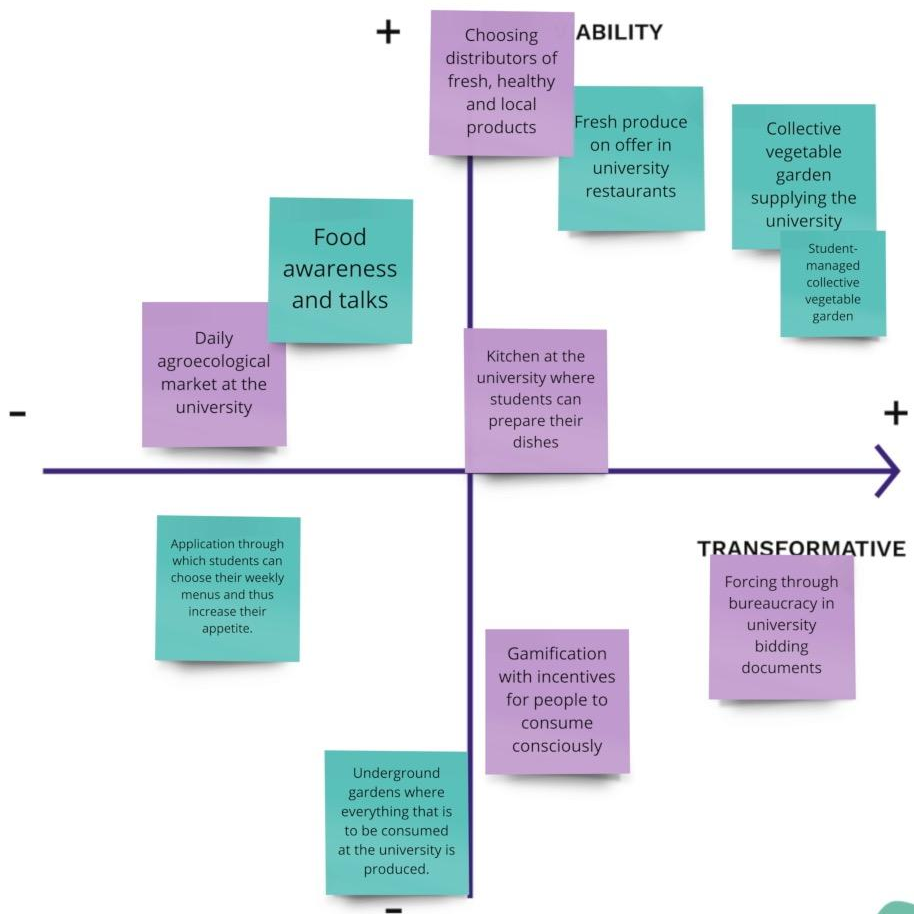 +
ABILITY
Choosing
distributors of
fresh, healthy
and local
products
Fresh produce
on offer in
university
restaurants
Collective
vegetable
garden
supplying the
university
Student-
managed
collective
vegetable
garden
Food
awareness
and talks
Daily
agroecological
market at the
university
Kitchen at the
university where
students can
prepare their
dishes
-
+
TRANSFORMATIVE
Application through
which students can
choose their weekly
menus and thus
increase their
appetite.
Forcing through
bureaucracy in
university
bidding
documents
Gamification
with incentives
for people to
consume
consciously
Underground
gardens where
everything that is
to be consumed
at the university is
produced.
-